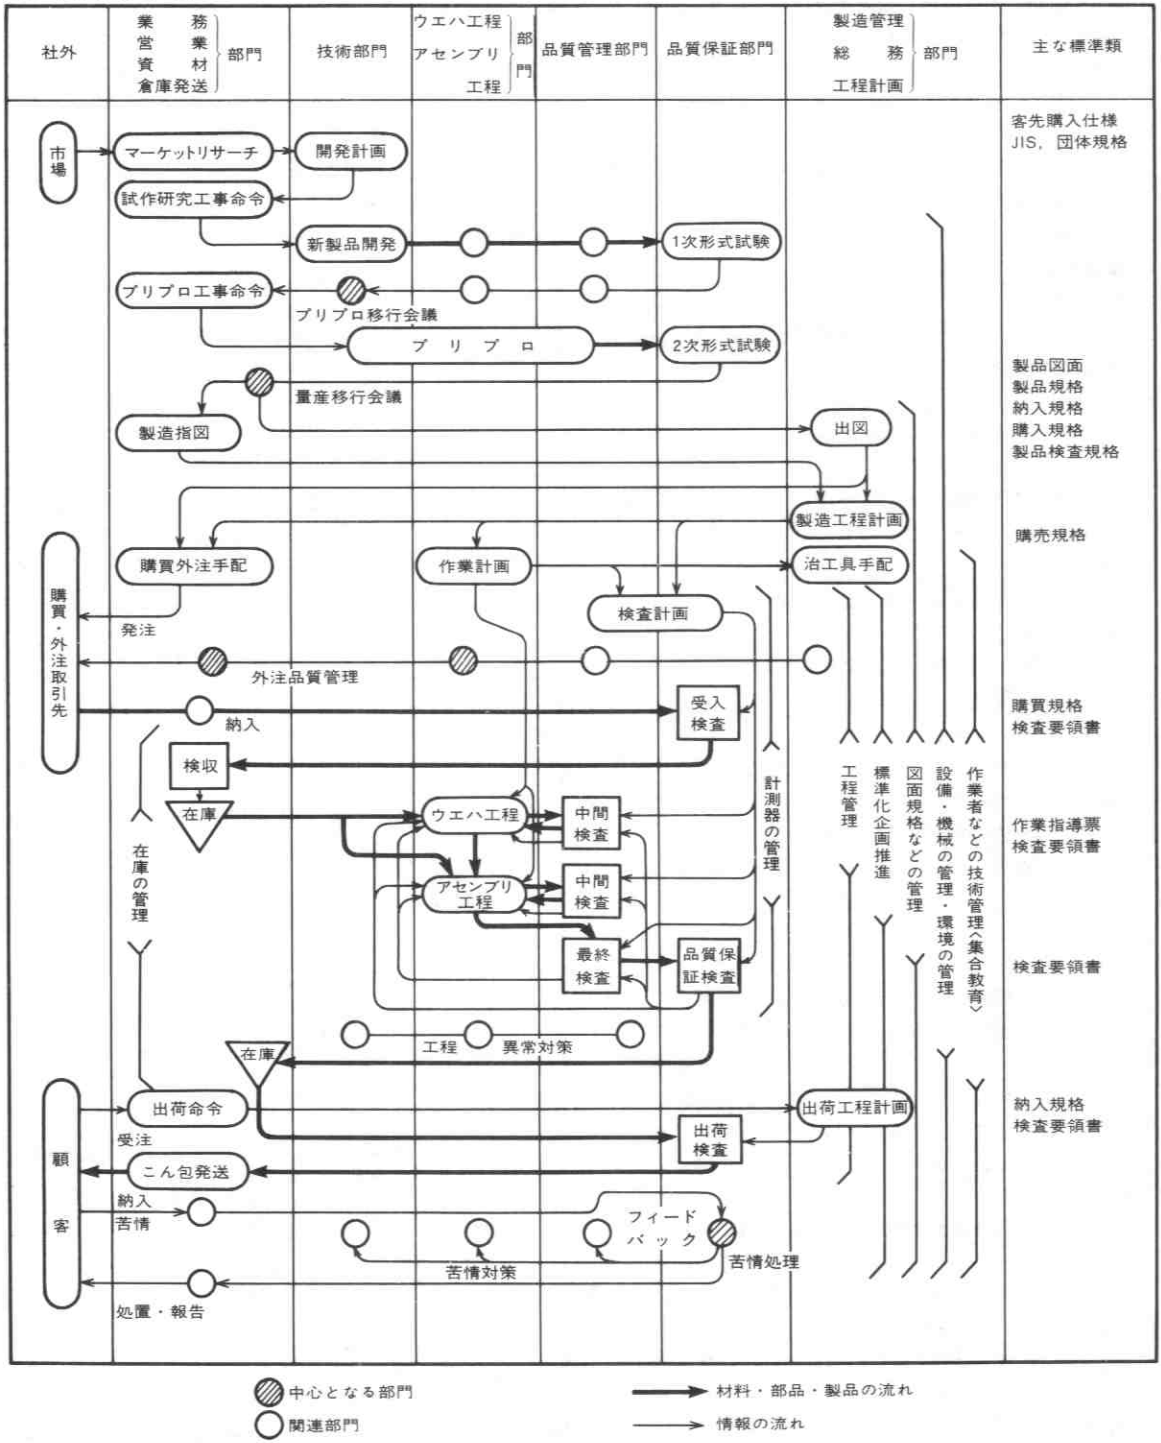 社外
業務
営業
資材
倉庫発送
部門
技術部門
ウエハ工程
アセンブリ
工程
部門
品質管理部門
品質保証部門
製造管理
総務
工程計画
部門
主な標準類
市場
マーケットリサーチ
開発計画
客先購入仕様
JIS，団体規格
試作研究工事命令
新製品開発
1次形式試験
プリプロ工事命令
プリプロ移行会議
プリプロ
2次形式試験
量産移行会議
製造指図
出図
製品図面
製品規格
納入規格
購入規格
製品検査規格
製造工程計画
購売規格
購買外注手配
作業計画
治工具手配
検査計画
発注
購買・外注取引先
外注品質管理
納入
受入
検査
購買規格
検査要領書
検収
在庫
ウエハ工程
中間
検査
アセンブリ
工程
中間
検査
最終
検査
品質保
証検査
在庫の管理
計測器の管理
工程管理
標準化企画推進
図面規格などの管理
設備・機械の管理・環境の管理
作業者などの技術管理〈集合教育〉
作業指導票
検査要領書
検査要領書
工程
異常対策
在庫
出荷命令
出荷工程計画
納入規格
検査要領書
受注
出荷
検査
顧客
こん包発送
納入
苦情
フィード
バック
苦情処理
苦情対策
処置・報告
中心となる部門
材料・部品・製品の流れ
関連部門
情報の流れ